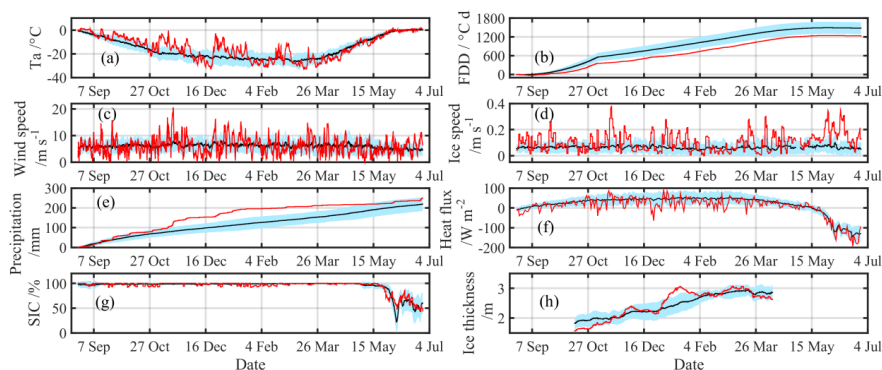 Ta /°C
0
-20
-40
(a)
7 Sep 27 Oct 16 Dec 4 Feb 26 Mar 15 May 4 Jul
FDD / °C d
1800
1200
600
0
(b)
7 Sep 27 Oct 16 Dec 4 Feb 26 Mar 15 May 4 Jul
Wind speed
/m s-1
20
10
0
(c)
7 Sep 27 Oct 16 Dec 4 Feb 26 Mar 15 May 4 Jul
Ice speed
/m s-1
0.4
0.2
0
(d)
7 Sep 27 Oct 16 Dec 4 Feb 26 Mar 15 May 4 Jul
Precipitation
/mm
300
200
100
0
(e)
7 Sep 27 Oct 16 Dec 4 Feb 26 Mar 15 May 4 Jul
Heat flux
/W m-2
100
0
-100
-200
(f)
7 Sep 27 Oct 16 Dec 4 Feb 26 Mar 15 May 4 Jul
SIC /%
100
50
0
(g)
7 Sep 27 Oct 16 Dec 4 Feb 26 Mar 15 May 4 Jul
Date
Ice thickness
/m
3
2
1
(h)
7 Sep 27 Oct 16 Dec 4 Feb 26 Mar 15 May 4 Jul
Date